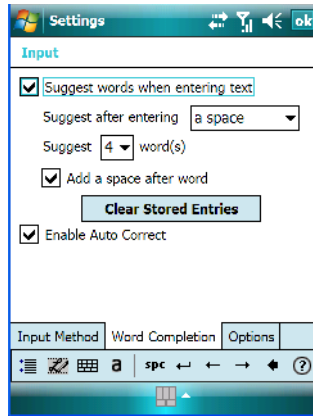 Settings ok
Input
Suggest words when entering text
Suggest after entering a space
Suggest 4 word(s)
Add a space after word
Clear Stored Entries
Enable Auto Correct
Input Method Word Completion Options
a spc ?